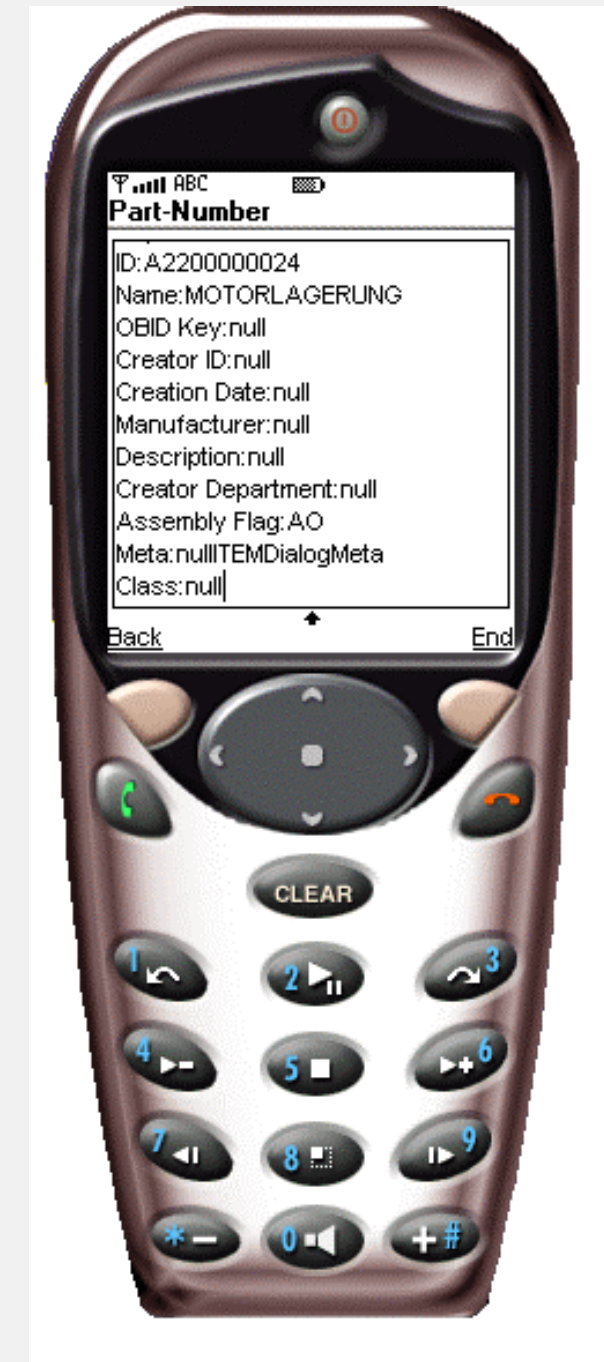 ABC
Part-Number
ID:A2200000024
Name:MOTORLAGERUNG
OBID Key:null
Creator ID:null
Creation Date:null
Manufacturer:null
Description:null
Creator Department:null
Assembly Flag:AO
Meta:nullITEMDialogMeta
Class:null
Back End
CLEAR
1 2 3
4 5 6
7 8 9
* 0 #